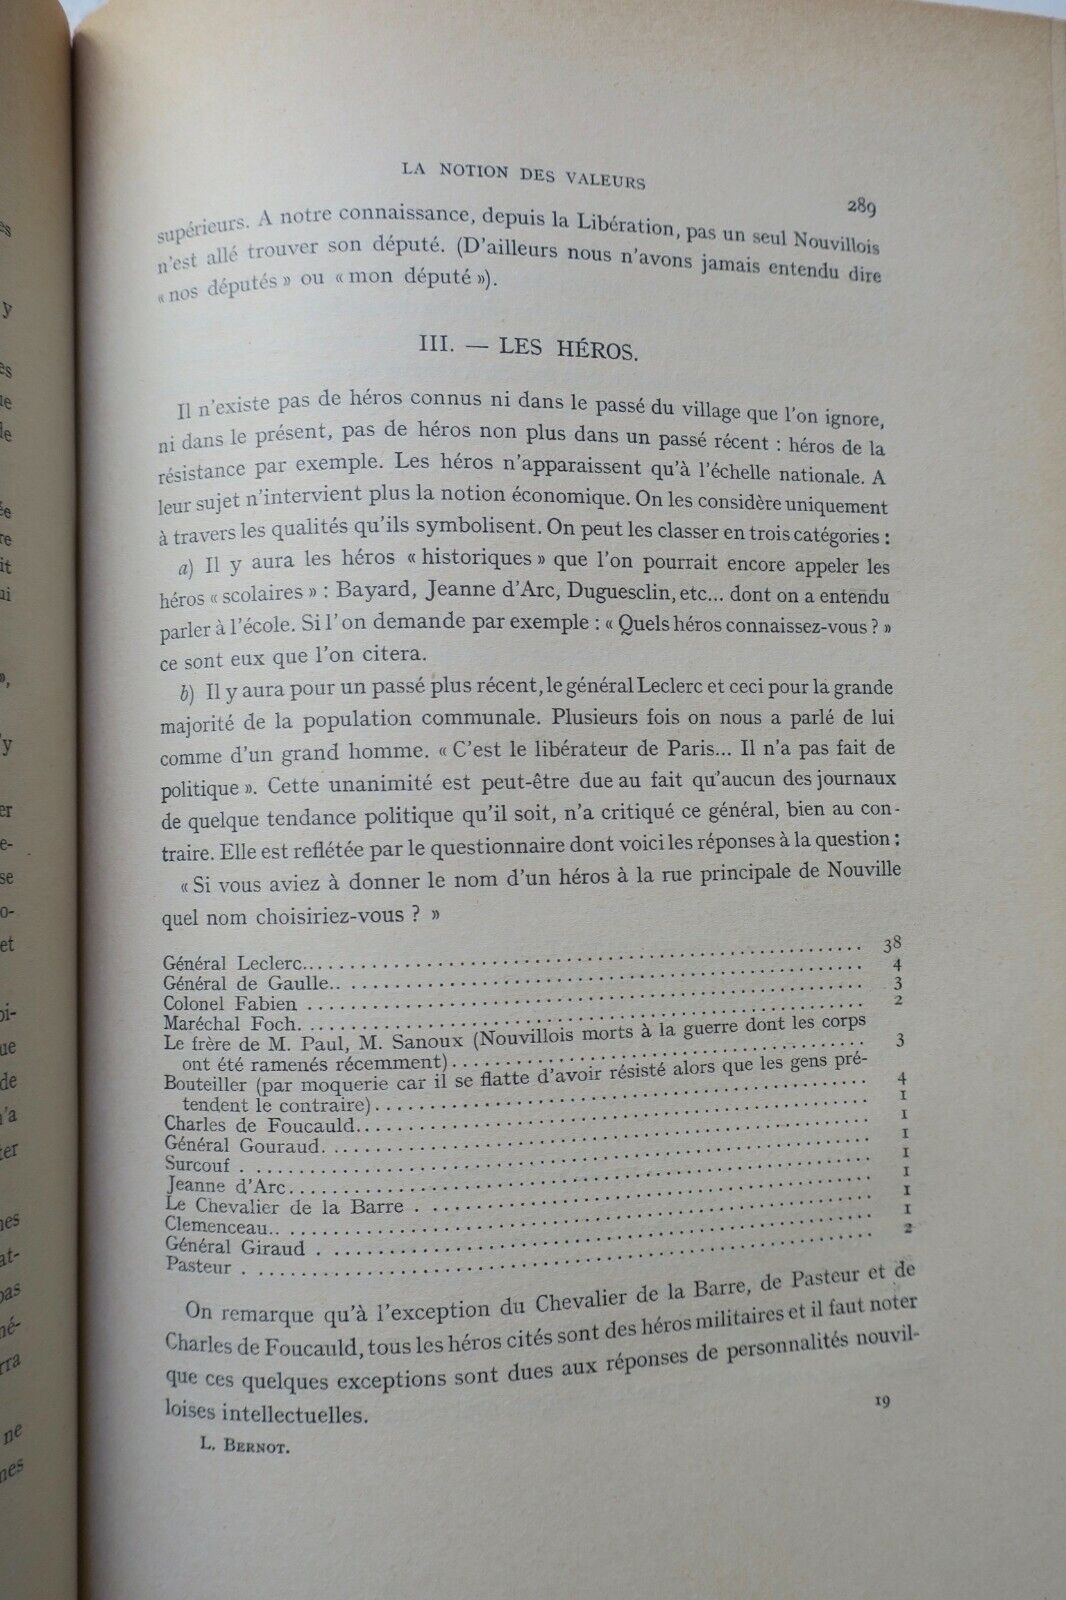 LA NOTION DES VALEURS
289
supérieurs. A notre connaissance, depuis la Libération, pas un seul Nouvillois
n'est allé trouver son député. (D'ailleurs nous n'avons jamais entendu dire
« nos députés » ou « mon député »).
III. — LES HÉROS.
Il n'existe pas de héros connus ni dans le passé du village que l'on ignore,
ni dans le présent, pas de héros non plus dans un passé récent : héros de la
résistance par exemple. Les héros n'apparaissent qu'à l'échelle nationale. A
leur sujet n'intervient plus la notion économique. On les considère uniquement
à travers les qualités qu'ils symbolisent. On peut les classer en trois catégories :
a) Il y aura les héros « historiques » que l'on pourrait encore appeler les
héros « scolaires » : Bayard, Jeanne d'Arc, Duguesclin, etc... dont on a entendu
parler à l'école. Si l'on demande par exemple : « Quels héros connaissez-vous ? »
ce sont eux que l'on citera.
b) Il y aura pour un passé plus récent, le général Leclerc et ceci pour la grande
majorité de la population communale. Plusieurs fois on nous a parlé de lui
comme d'un grand homme. « C'est le libérateur de Paris... Il n'a pas fait de
politique ». Cette unanimité est peut-être due au fait qu'aucun des journaux
de quelque tendance politique qu'il soit, n'a critiqué ce général, bien au con-
traire. Elle est reflétée par le questionnaire dont voici les réponses à la question :
« Si vous aviez à donner le nom d'un héros à la rue principale de Nouville
quel nom choisiriez-vous ? »
Général Leclerc 38
Général de Gaulle 4
Colonel Fabien 3
Maréchal Foch 2
Le frère de M. Paul, M. Sanoux (Nouvillois morts à la guerre dont les corps
ont été ramenés récemment) 3
Bouteiller (par moquerie car il se flatte d'avoir résisté alors que les gens pré-
tendent le contraire) 4
Charles de Foucauld 1
Général Gouraud 1
Surcouf 1
Jeanne d'Arc 1
Le Chevalier de la Barre 1
Clemenceau 1
Général Giraud 1
Pasteur 2
On remarque qu'à l'exception du Chevalier de la Barre, de Pasteur et de
Charles de Foucauld, tous les héros cités sont des héros militaires et il faut noter
que ces quelques exceptions sont dues aux réponses de personnalités nouvil-
loises intellectuelles.
L. BERNOT.
19